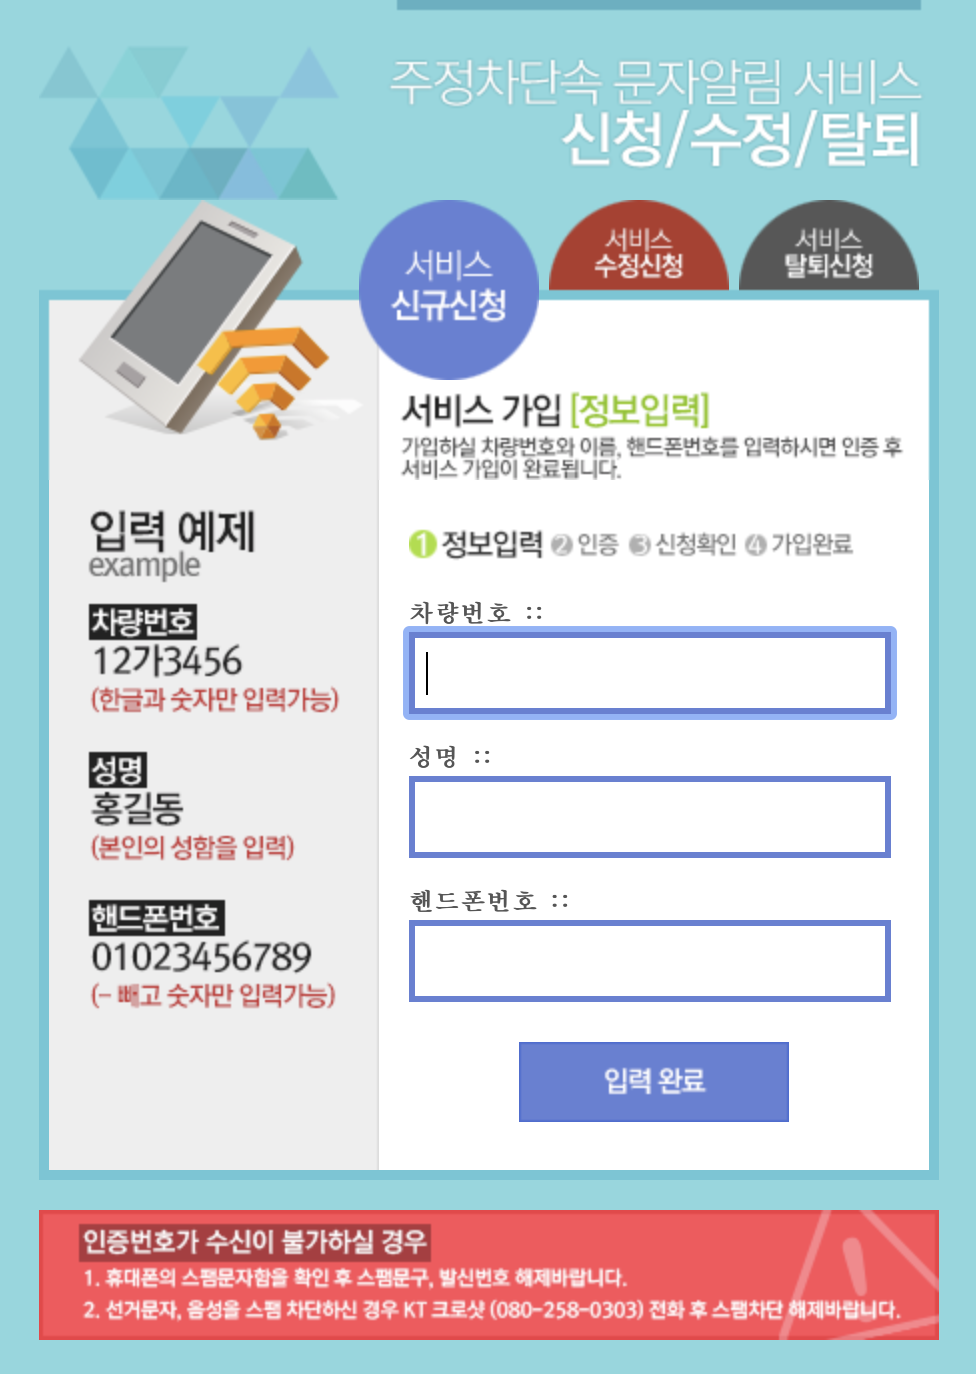 주정차단속 문자알림 서비스
신청/수정/탈퇴
서비스
신규신청
서비스
수정신청
서비스
탈퇴신청
서비스 가입 [정보입력]
가입하실 차량번호와 이름, 핸드폰번호를 입력하시면 인증 후
서비스 가입이 완료됩니다.
1 정보입력 2 인증 3 신청확인 4 가입완료
입력 예제
example
차량번호
12가3456
(한글과 숫자만 입력가능)
성명
홍길동
(본인의 성함을 입력)
핸드폰번호
01023456789
(- 빼고 숫자만 입력가능)
차량번호 ::
성명 ::
핸드폰번호 ::
입력 완료
인증번호가 수신이 불가하실 경우
1. 휴대폰의 스팸문자함을 확인 후 스팸문구, 발신번호 해제바랍니다.
2. 선거문자, 음성을 스팸 차단하신 경우 KT 크로샷 (080-258-0303) 전화 후 스팸차단 해제바랍니다.